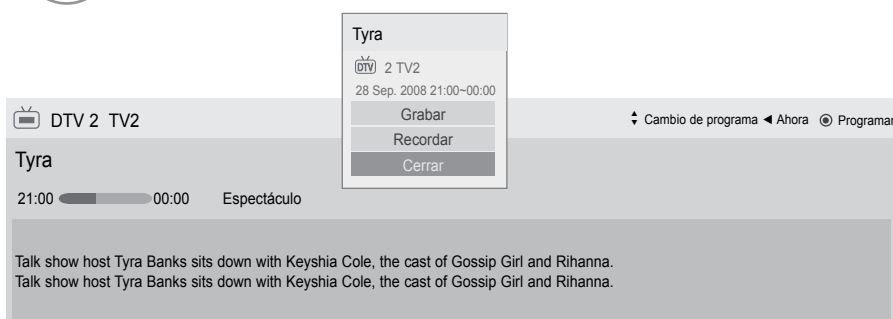 Tyra
DTV 2 TV2
28 Sep. 2008 21:00~00:00
Grabar
Recordar
Cerrar
DTV 2 TV2
Cambio de programa ◀ Ahora ◉ Programar
Tyra
21:00 00:00 Espectáculo
Talk show host Tyra Banks sits down with Keyshia Cole, the cast of Gossip Girl and Rihanna.
Talk show host Tyra Banks sits down with Keyshia Cole, the cast of Gossip Girl and Rihanna.